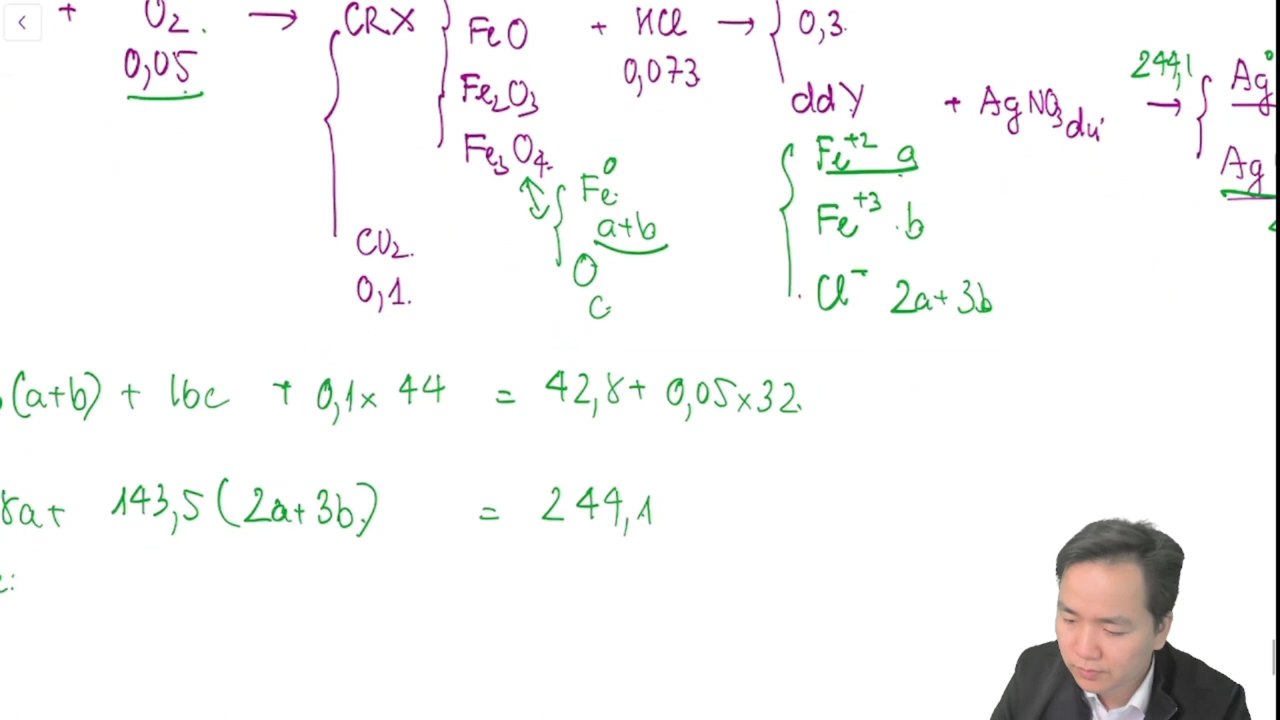 + O₂ → CRX { FeO + HCl → { 0,3
0,05 Fe₂O₃ 0,073
Fe₃O₄ ddY + AgNO₃ dư 244,1 → { Ag⁰
Ag
Fe⁰ Fe⁺² a
a+b Fe⁺³ b
CO₂ O Cl⁻ 2a+3b
0,1 c
(a+b) + 16c + 0,1× 44 = 42,8+ 0,05×32
8a+ 143,5 (2a+3b) = 244,1